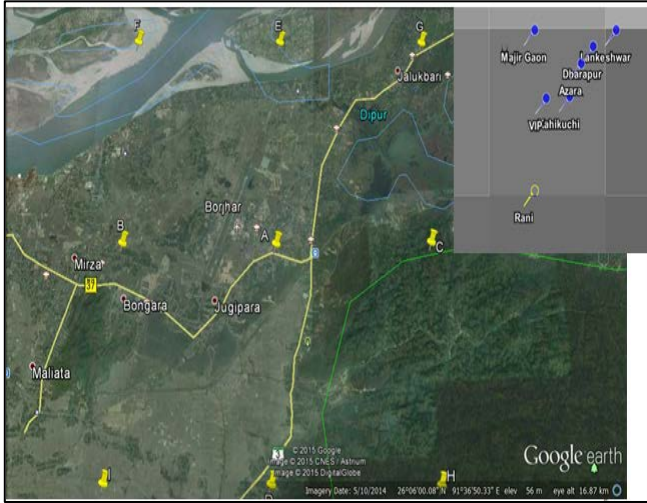 F
E
G
Jalukbari
Dipur
Borjhar
B
A
C
Mirza
37
Bongara
Jugipara
Maliata
I
D
H
© 2015 Google
Image © 2015 CNES / Astrium
Image © 2015 DigitalGlobe
Google earth
Imagery Date: 5/10/2014 26°06'00.08" N 91°36'50.33" E elev 56 m eye alt 16.87 km
Majir Gaon
Lankeshwar
Dharapur
Azara
VIP
Kahikuchi
Rani